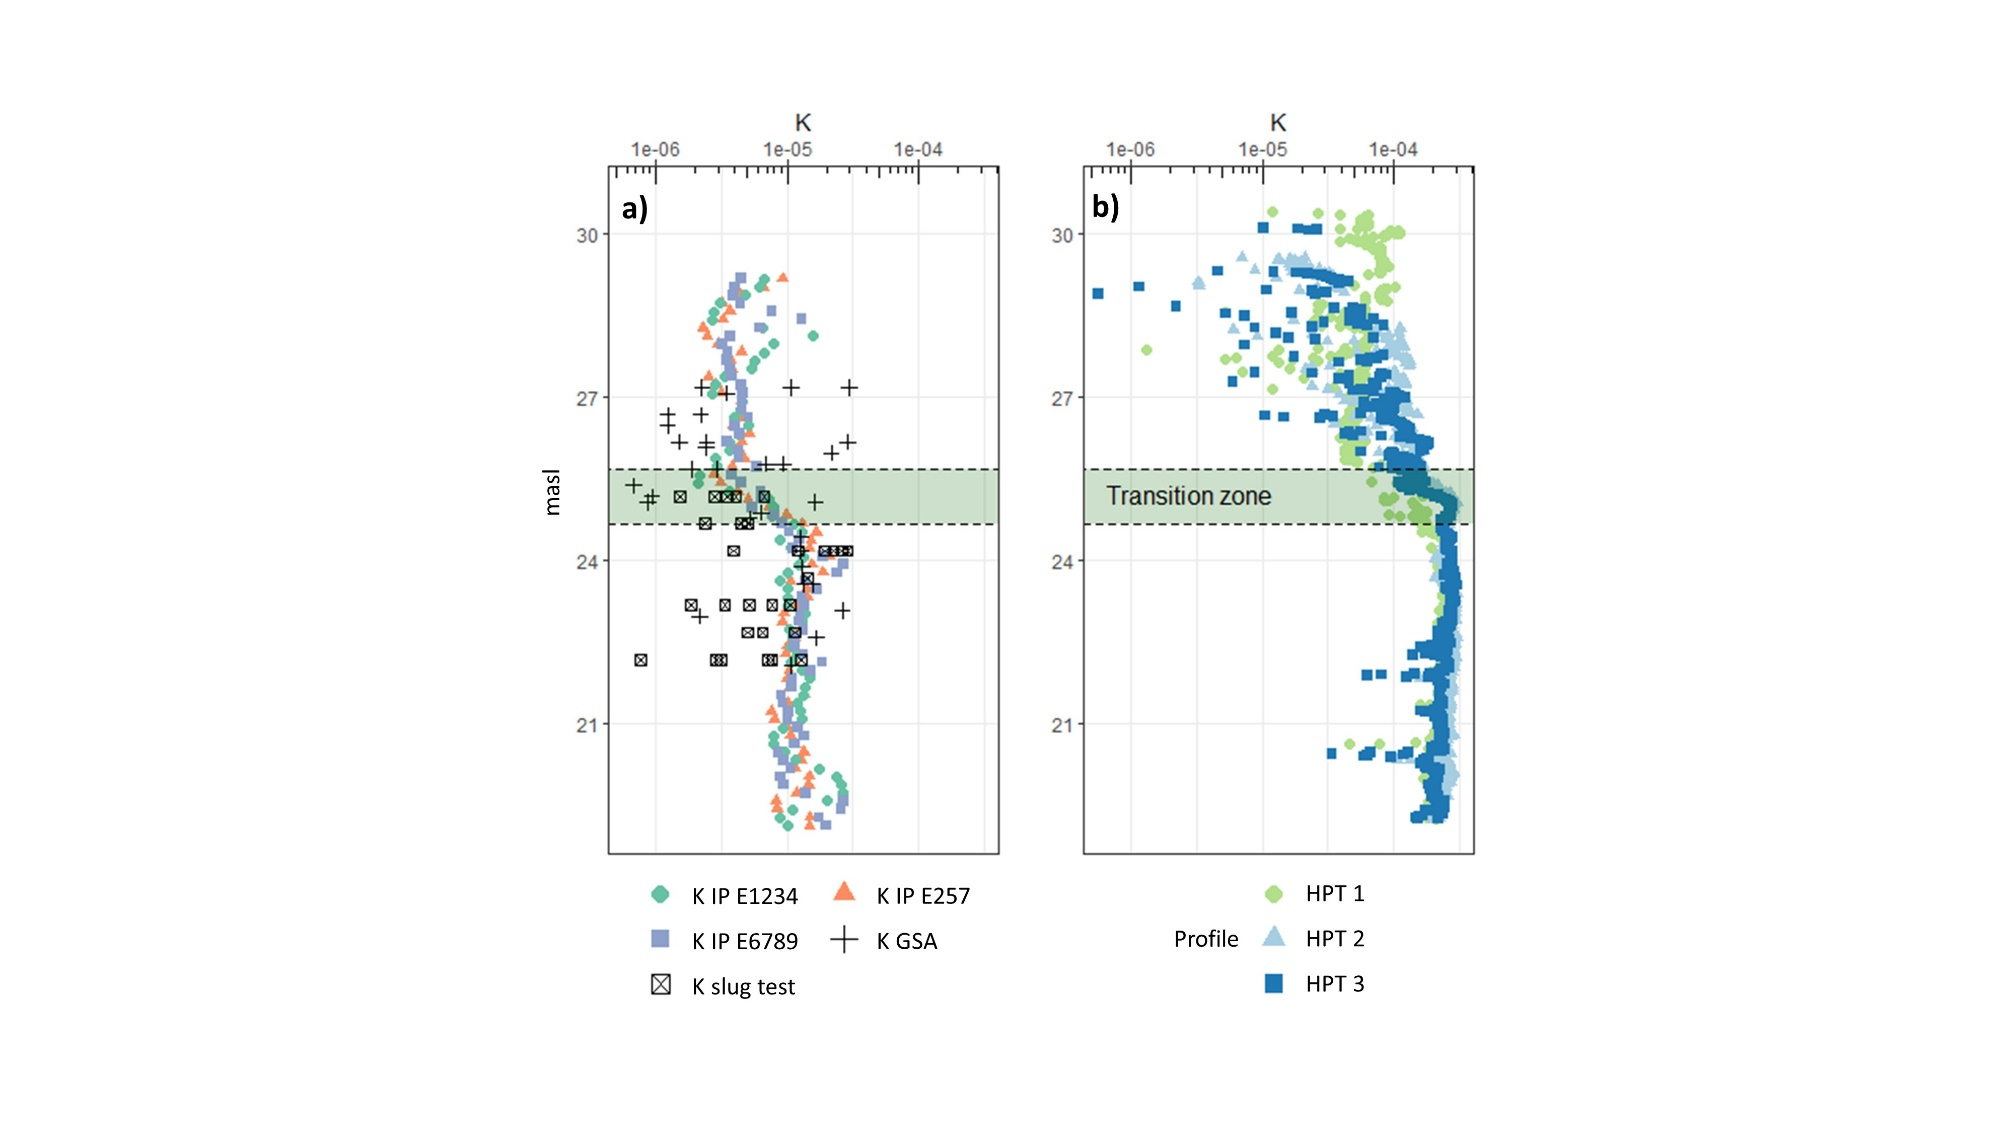 K
1e-06 1e-05 1e-04
a)
30
27
24
21
masl
K IP E1234
K IP E257
K IP E6789
K GSA
K slug test
K
1e-06 1e-05 1e-04
b)
30
27
Transition zone
24
21
HPT 1
Profile
HPT 2
HPT 3